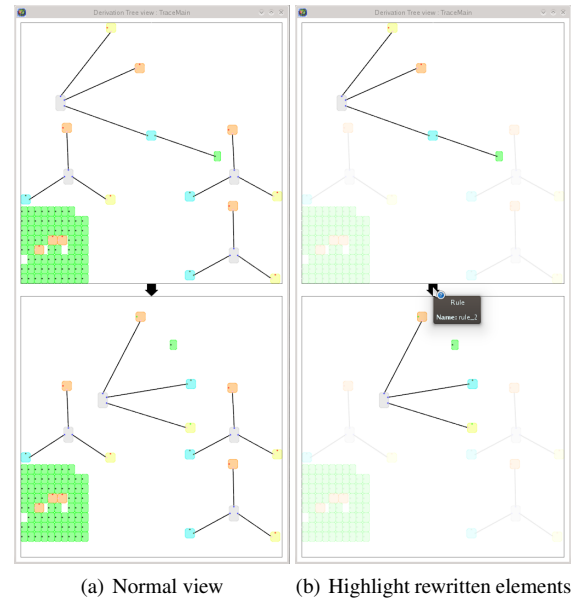 Derivation Tree view : TraceMain
Derivation Tree view : TraceMain
Rule
Name: rule_2
(a) Normal view
(b) Highlight rewritten elements